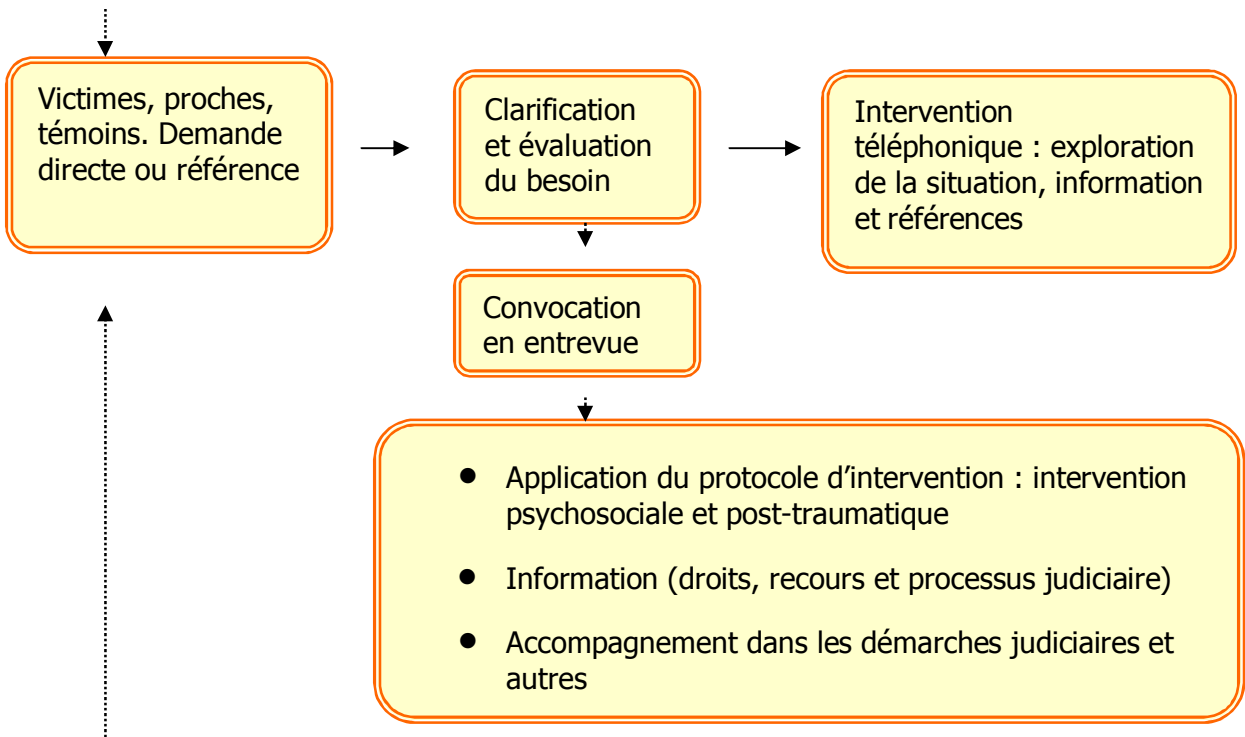 Victimes, proches,
témoins. Demande
directe ou référence
Clarification
et évaluation
du besoin
Intervention
téléphonique : exploration
de la situation, information
et références
Convocation
en entrevue
● Application du protocole d’intervention : intervention
psychosociale et post-traumatique
● Information (droits, recours et processus judiciaire)
● Accompagnement dans les démarches judiciaires et
autres